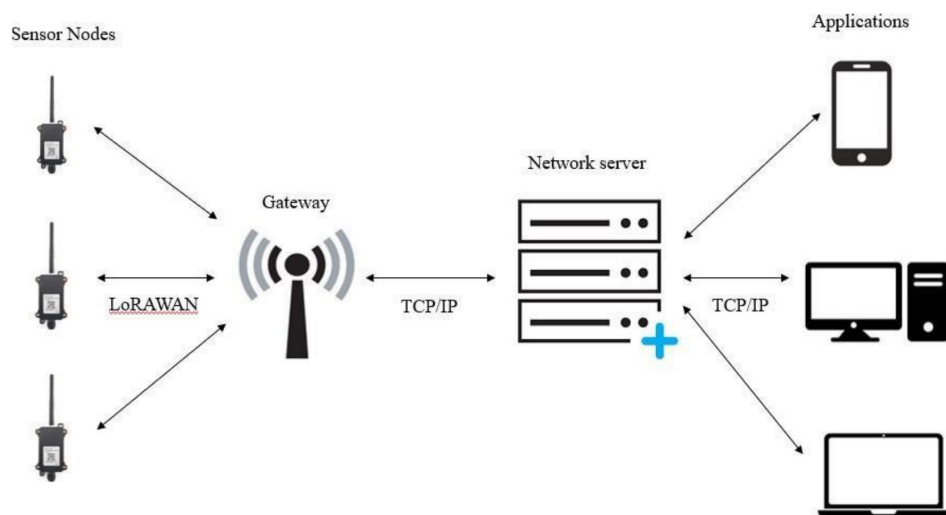 Sensor Nodes
Applications
Network server
Gateway
LoRAWAN
TCP/IP
TCP/IP